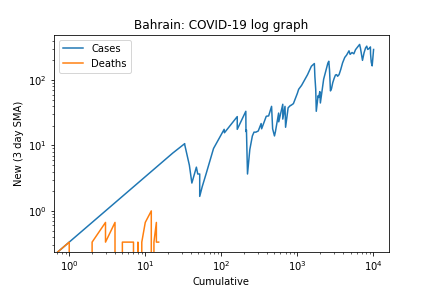 Bahrain: COVID-19 log graph
Cases
Deaths
New (3 day SMA)
10²
10¹
10⁰
10⁰ 10¹ 10² 10³ 10⁴
Cumulative